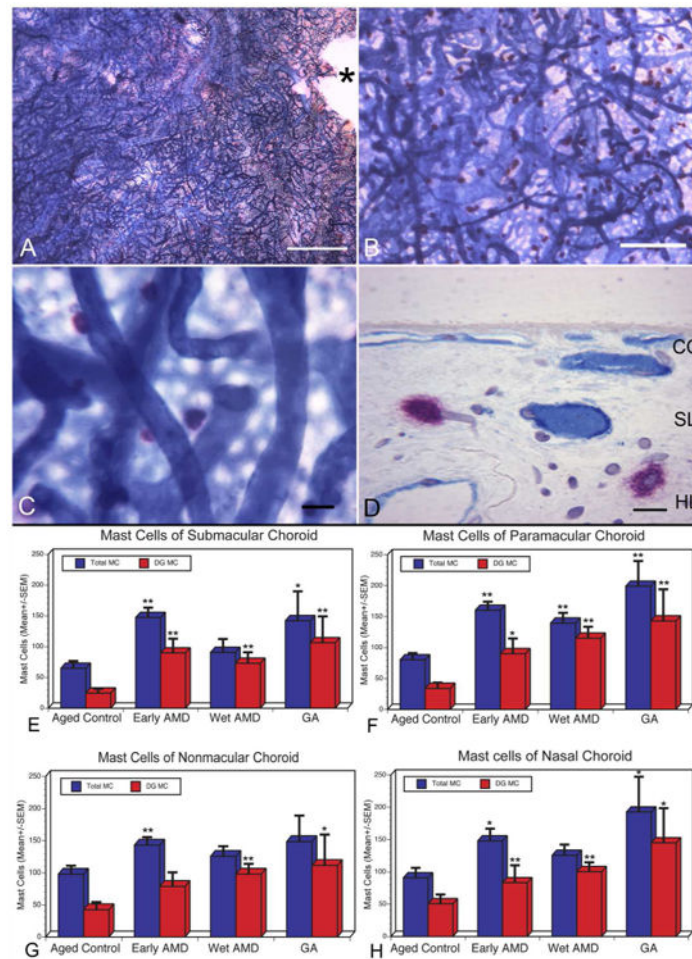 *
A
B
C
D
CC
SL
HL
Mast Cells of Submacular Choroid
Total MC
DG MC
Mast Cells (Mean+/-SEM)
250
200
150
100
50
0
**
**
**
*
**
Aged Control
Early AMD
Wet AMD
GA
E
Mast Cells of Paramacular Choroid
Total MC
DG MC
Mast Cells (Mean+/-SEM)
250
200
150
100
50
0
**
*
**
**
**
**
Aged Control
Early AMD
Wet AMD
GA
F
Mast Cells of Nonmacular Choroid
Total MC
DG MC
Mast Cells (Mean+/-SEM)
250
200
150
100
50
0
**
**
*
Aged Control
Early AMD
Wet AMD
GA
G
Mast cells of Nasal Choroid
Total MC
DG MC
Mast Cells (Mean+/-SEM)
250
200
150
100
50
0
*
**
**
*
*
Aged Control
Early AMD
Wet AMD
GA
H